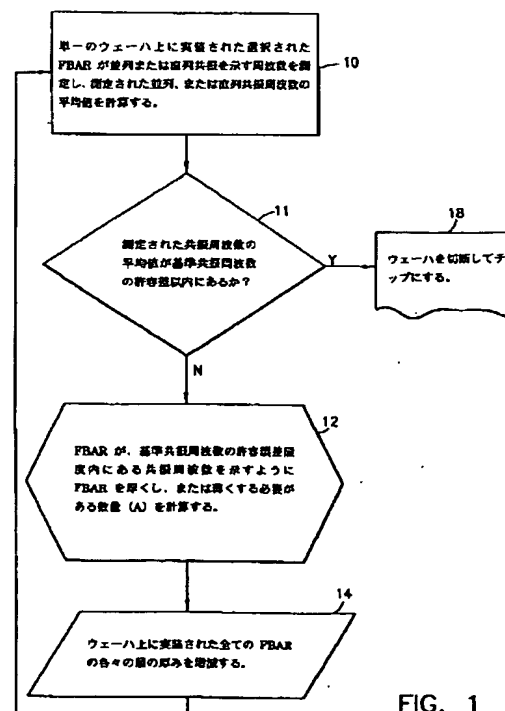 単一のウェーハ上に実装された選択された
FBAR が並列または直列共振を示す周波数を測
定し、測定された並列、または直列共振周波数の
平均値を計算する。
10
11
測定された共振周波数の
平均値が基準共振周波数
の許容差以内にあるか?
Y
18
ウェーハを切断してチ
ップにする。
N
12
FBAR が、基準共振周波数の許容誤差限
度内にある共振周波数を示すように
FBAR を厚くし、または薄くする必要が
ある数量 (A) を計算する。
14
ウェーハ上に実装された全ての FBAR
の各々の層の厚みを増減する。
FIG. 1